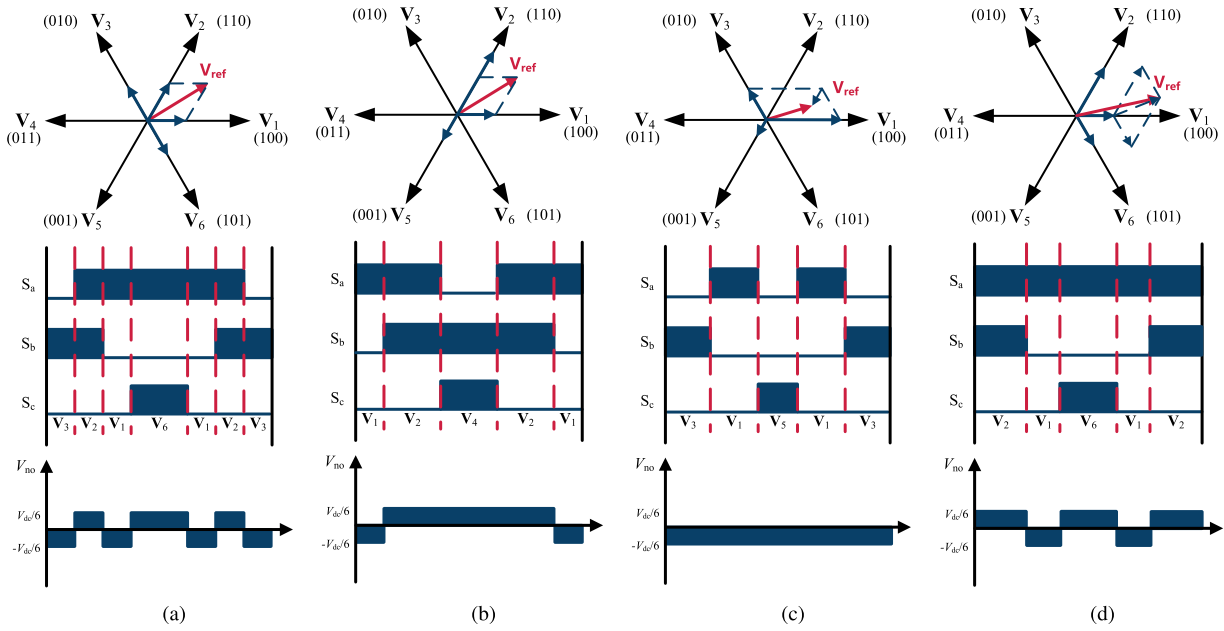 (010) V3 V2 (110)
Vref
V4 (011)
V1 (100)
(001) V5 V6 (101)
Sa
Sb
Sc
V3 V2 V1 V6 V1 V2 V3
Vno
Vdc/6
-Vdc/6
(a)
(010) V3 V2 (110)
Vref
V4 (011)
V1 (100)
(001) V5 V6 (101)
Sa
Sb
Sc
V1 V2 V4 V2 V1
Vno
Vdc/6
-Vdc/6
(b)
(010) V3 V2 (110)
Vref
V4 (011)
V1 (100)
(001) V5 V6 (101)
Sa
Sb
Sc
V3 V1 V5 V1 V3
Vno
Vdc/6
-Vdc/6
(c)
(010) V3 V2 (110)
Vref
V4 (011)
V1 (100)
(001) V5 V6 (101)
Sa
Sb
Sc
V2 V1 V6 V1 V2
Vno
Vdc/6
-Vdc/6
(d)